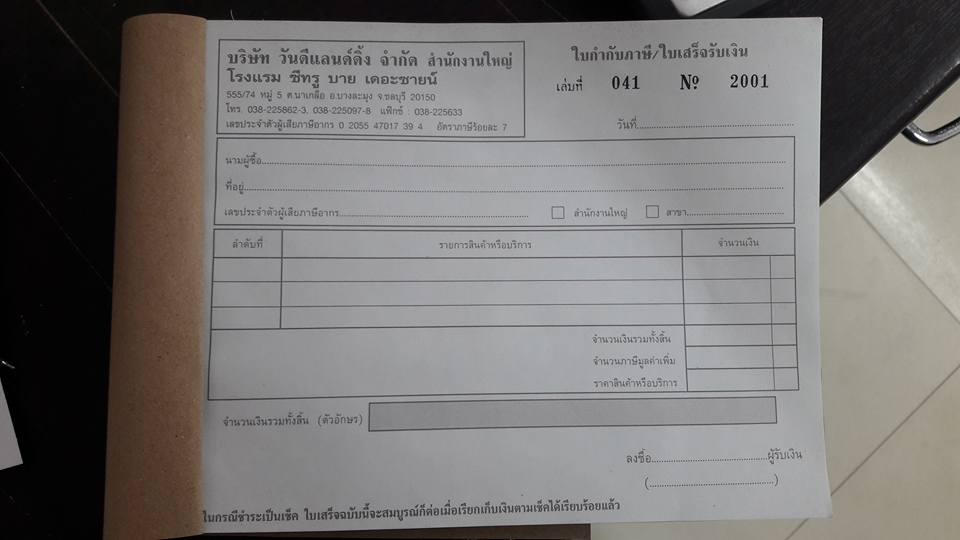 บริษัท วันดีแลนด์ดิ้ง จำกัด สำนักงานใหญ่
โรงแรม ซีทรู บาย เดอะซายน์
555/74 หมู่ 5 ต.นาเกลือ อ.บางละมุง จ.ชลบุรี 20150
โทร. 038-225862-3, 038-225097-8 แฟ็กซ์ : 038-225633
เลขประจำตัวผู้เสียภาษีอากร 0 2055 47017 39 4 อัตราภาษีร้อยละ 7
ใบกำกับภาษี/ใบเสร็จรับเงิน
เล่มที่ 041 Nº 2001
วันที่
นามผู้ซื้อ
ที่อยู่
เลขประจำตัวผู้เสียภาษีอากร สำนักงานใหญ่ สาขา
ลำดับที่ รายการสินค้าหรือบริการ จำนวนเงิน
จำนวนเงินรวมทั้งสิ้น
จำนวนภาษีมูลค่าเพิ่ม
ราคาสินค้าหรือบริการ
จำนวนเงินรวมทั้งสิ้น (ตัวอักษร)
ลงชื่อ ผู้รับเงิน
( )
ในกรณีชำระเป็นเช็ค ใบเสร็จฉบับนี้จะสมบูรณ์ก็ต่อเมื่อเรียกเก็บเงินตามเช็คได้เรียบร้อยแล้ว